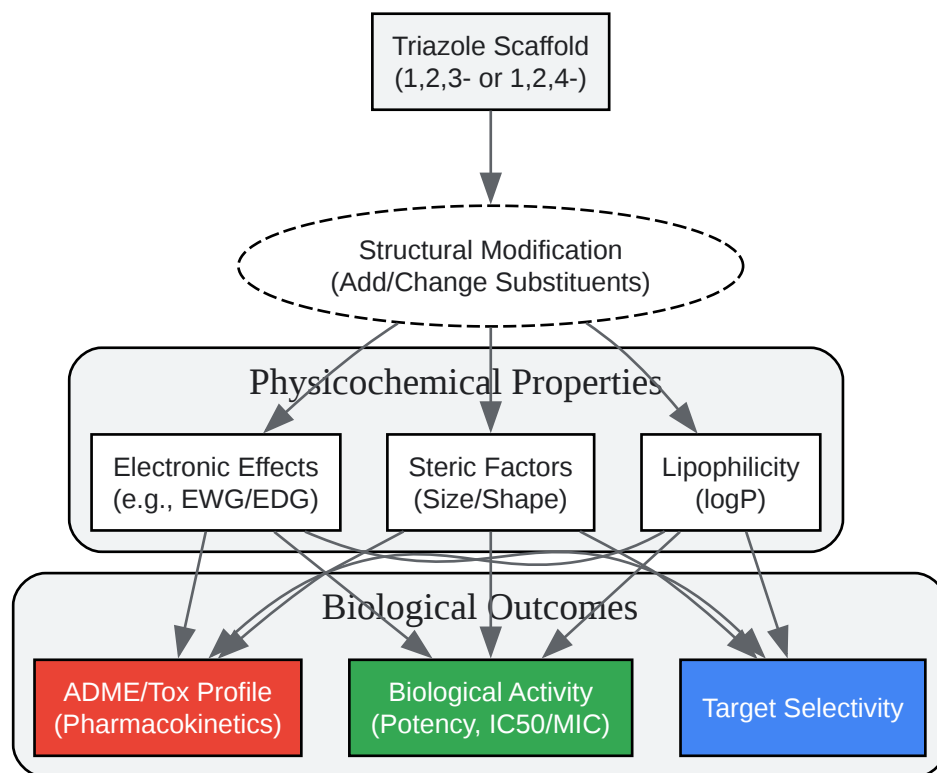 Triazole Scaffold
(1,2,3- or 1,2,4-)
Structural Modification
(Add/Change Substituents)
Physicochemical Properties
Electronic Effects
(e.g., EWG/EDG)
Steric Factors
(Size/Shape)
Lipophilicity
(logP)
Biological Outcomes
ADME/Tox Profile
(Pharmacokinetics)
Biological Activity
(Potency, IC50/MIC)
Target Selectivity